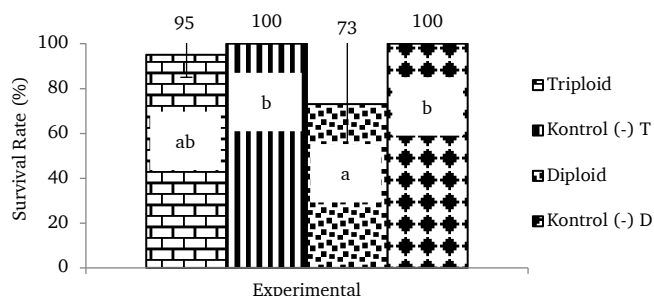 95 100 73 100
100
80
60
40
20
0
Survival Rate (%)
ab b a b
Experimental
Triploid
Kontrol (-) T
Diploid
Kontrol (-) D